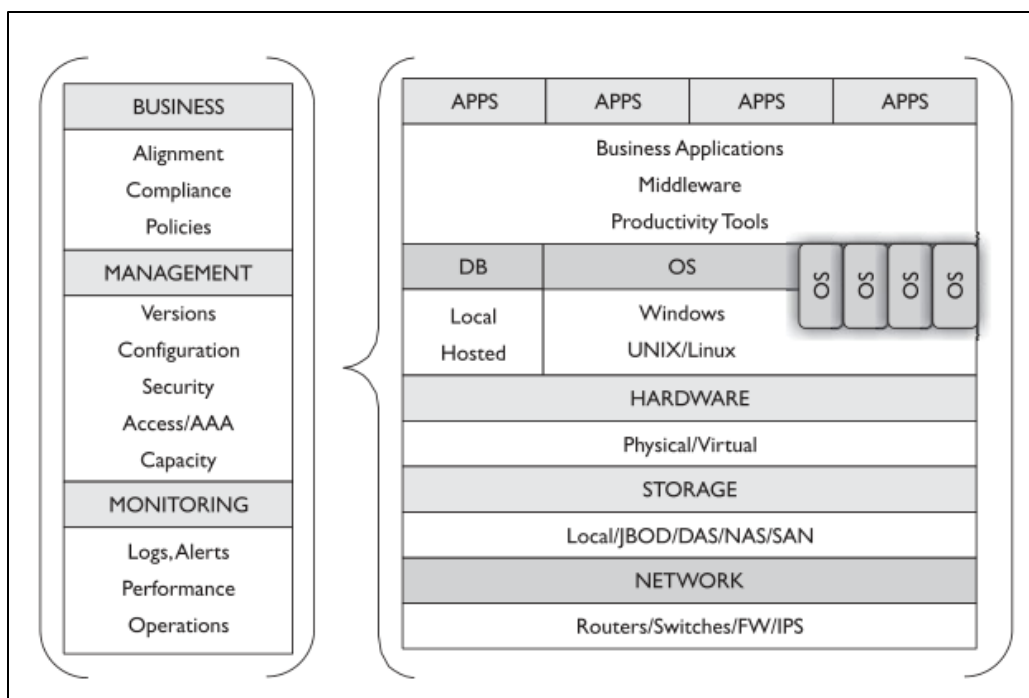 BUSINESS
Alignment
Compliance
Policies
MANAGEMENT
Versions
Configuration
Security
Access/AAA
Capacity
MONITORING
Logs, Alerts
Performance
Operations
APPS APPS APPS APPS
Business Applications
Middleware
Productivity Tools
DB OS OS OS OS OS
Local
Hosted
Windows
UNIX/Linux
HARDWARE
Physical/Virtual
STORAGE
Local/JBOD/DAS/NAS/SAN
NETWORK
Routers/Switches/FW/IPS